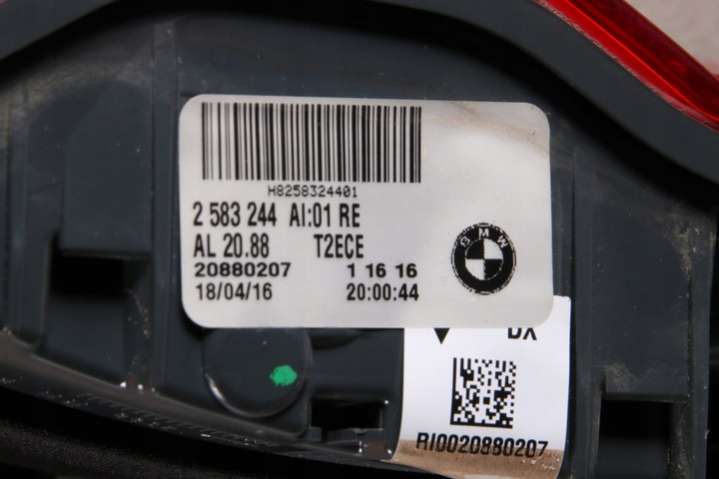 H8258324401
2 583 244 AI:01 RE
AL 20.88 T2ECE
20880207 1 16 16
18/04/16 20:00:44
BMW
DX
RI0020880207